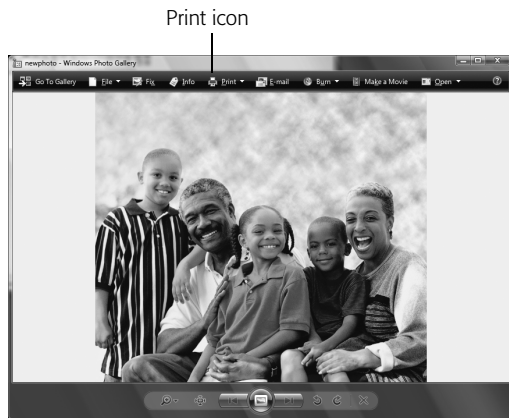 Print icon
newphoto - Windows Photo Gallery
Go To Gallery File Fix Info Print E-mail Burn Make a Movie Open